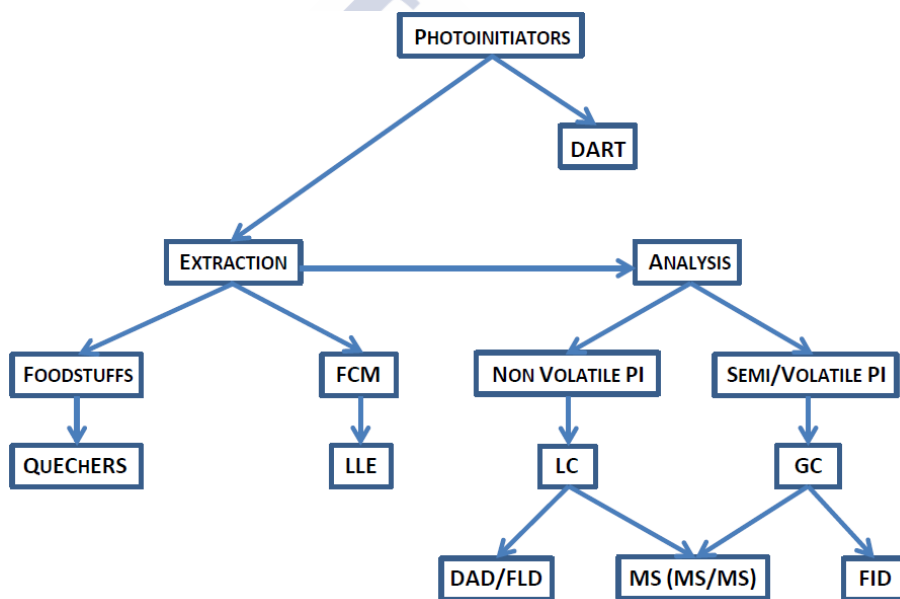 PHOTOINITIATORS
DART
EXTRACTION
ANALYSIS
FOODSTUFFS
FCM
NON VOLATILE PI
SEMI/VOLATILE PI
QUECHERS
LLE
LC
GC
DAD/FLD
MS (MS/MS)
FID